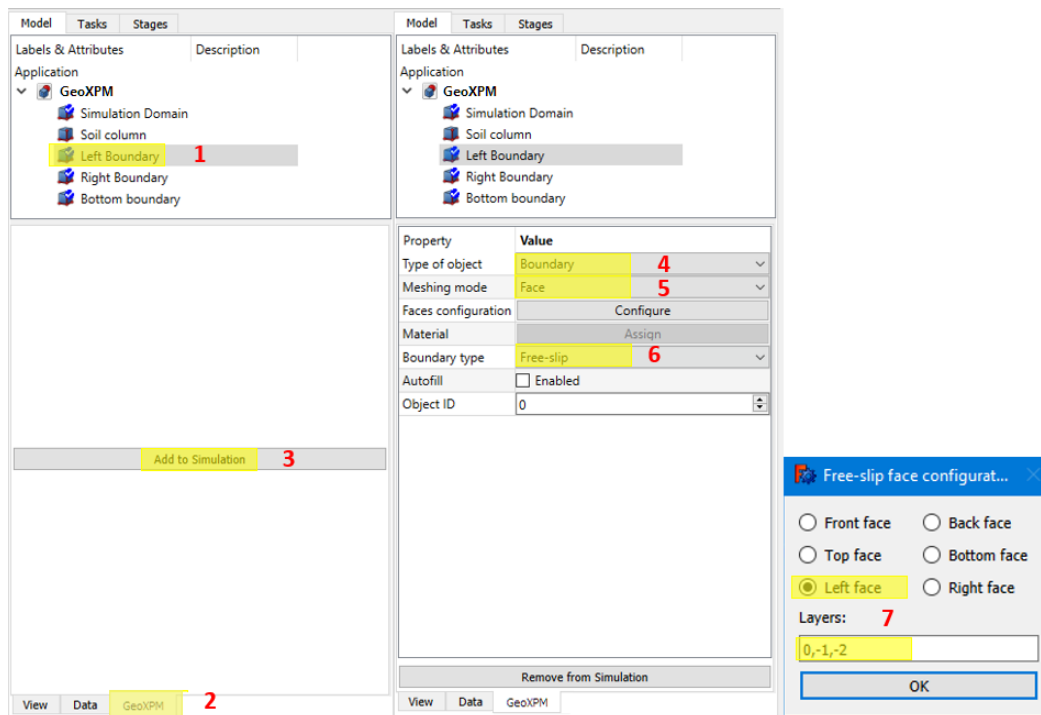 Model Tasks Stages
Labels & Attributes Description
Application
GeoXPM
Simulation Domain
Soil column
Left Boundary 1
Right Boundary
Bottom boundary
Add to Simulation 3
View Data GeoXPM 2
Model Tasks Stages
Labels & Attributes Description
Application
GeoXPM
Simulation Domain
Soil column
Left Boundary
Right Boundary
Bottom boundary
Property Value
Type of object Boundary 4
Meshing mode Face 5
Faces configuration Configure
Material Assign
Boundary type Free-slip 6
Autofill Enabled
Object ID 0
Remove from Simulation
View Data GeoXPM
Free-slip face configurat...
Front face Back face
Top face Bottom face
Left face Right face
Layers: 7
0,-1,-2
OK